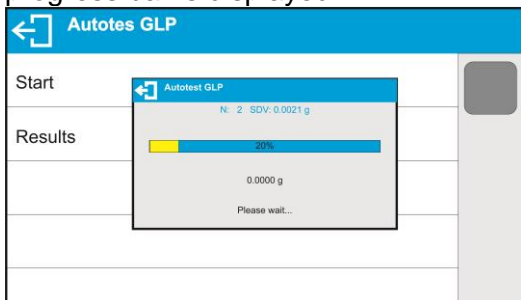 Autotes GLP
Start
Autotest GLP
N: 2 SDV: 0.0021 g
Results
20%
0.0000 g
Please wait...